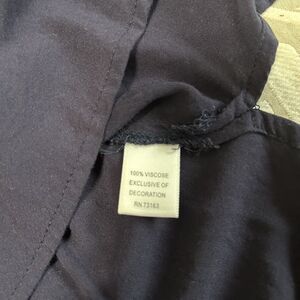 100% VISCOSE
EXCLUSIVE OF
DECORATION
RN 73163